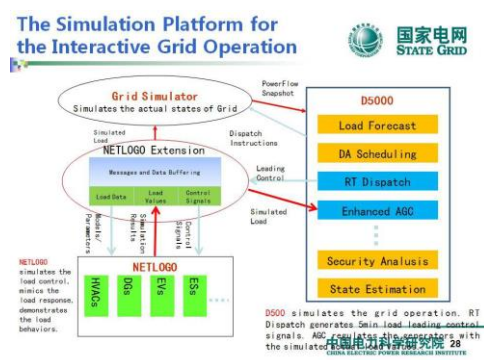 The Simulation Platform for
the Interactive Grid Operation
国家电网
STATE GRID
PowerFlow
Snapshot
Grid Simulator
Simulates the actual states of Grid
D5000
Load Forecast
DA Scheduling
RT Dispatch
Enhanced AGC
Security Analusis
State Estimation
Simulated
Load
Dispatch
Instructions
NETLOGO Extension
Messages and Data Buffering
Load Data
Load
Values
Control
Signals
Leading
Control
Simulated
Load
Models/
Parameters
Simulation
Results
Control
Signals
NETLOGO
simulates the
load control,
mimics the
load response,
demonstrates
the load
behaviors.
NETLOGO
HVACs
DGs
EVs
ESs
D500 simulates the grid operation. RT
Dispatch generates 5min load leading control
signals. AGC regulates the generators with
the simulated actual load values.
中国电力科学研究院
28
CHINA ELECTRIC POWER RESEARCH INSTITUTE